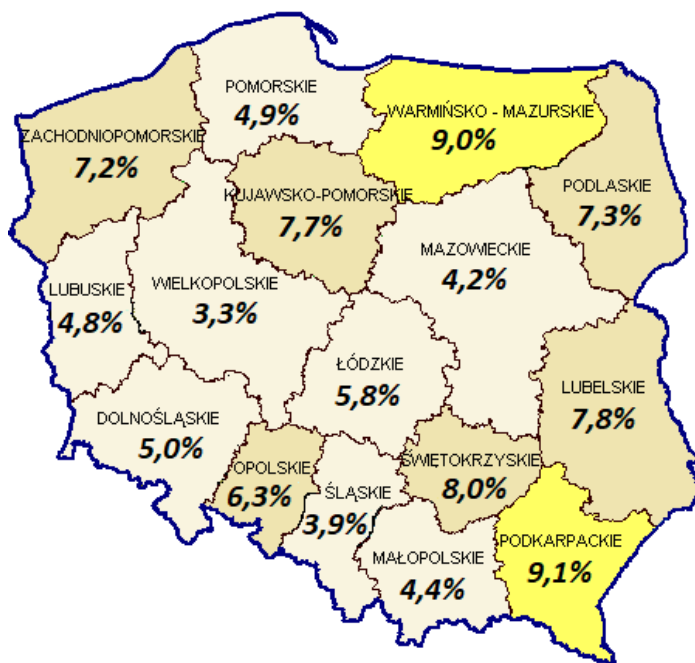 POMORSKIE
4,9%
WARMIŃSKO - MAZURSKIE
9,0%
ZACHODNIOPOMORSKIE
7,2%
KUJAWSKO-POMORSKIE
7,7%
PODLASKIE
7,3%
MAZOWIECKIE
4,2%
LUBUSKIE
4,8%
WIELKOPOLSKIE
3,3%
ŁÓDZKIE
5,8%
LUBELSKIE
7,8%
DOLNOŚLĄSKIE
5,0%
OPOLSKIE
6,3%
ŚLĄSKIE
3,9%
ŚWIĘTOKRZYSKIE
8,0%
MAŁOPOLSKIE
4,4%
PODKARPACKIE
9,1%